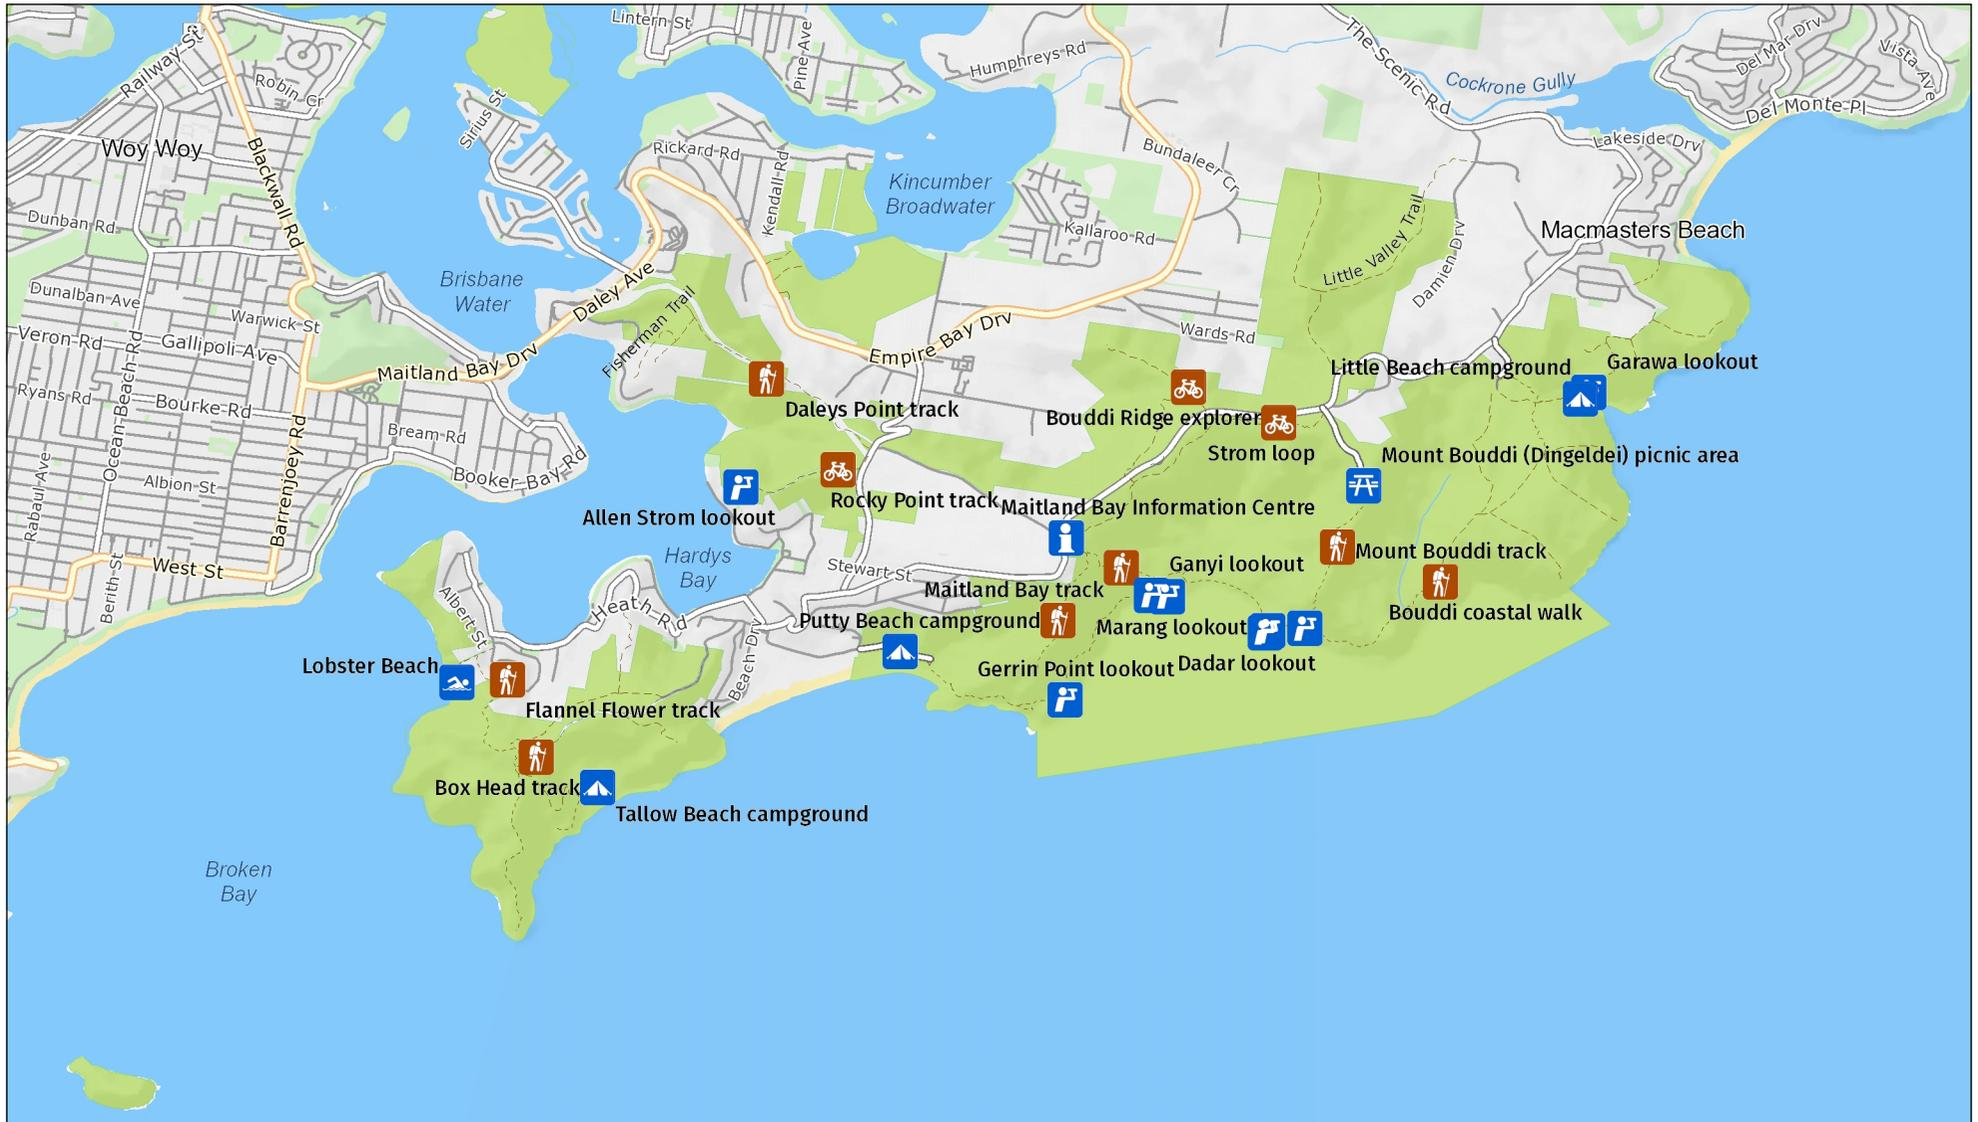 Lintern St
Railway St
Pine Ave
Humphreys Rd
The Scenic Rd
Del Mar Drv
Vista Ave
Robin Cr
Cockrone Gully
Del Monte Pl
Sirius St
Woy Woy
Blackwall Rd
Rickard Rd
Kendall Rd
Bundaleer Cr
Lakeside Drv
Kincumber
Broadwater
Dunban Rd
Kallaroo Rd
Little Valley Trail
Damien Drv
Macmasters Beach
Brisbane
Water
Daley Ave
Dunalban Ave
Warwick St
Fisherman Trail
Veron Rd
Gallipoli Ave
Ocean Beach Rd
Maitland Bay Drv
Empire Bay Drv
Wards Rd
Little Beach campground
Garawa lookout
Ryans Rd
Bourke Rd
Barrenjoey Rd
Daleys Point track
Bouddi Ridge explorer
Bream Rd
Strom loop
Mount Bouddi (Dingeldei) picnic area
Rabaul Ave
Albion St
Booker Bay Rd
Allen Strom lookout
Rocky Point track
Maitland Bay Information Centre
Hardys
Bay
West St
Berith St
Stewart St
Ganyi lookout
Mount Bouddi track
Maitland Bay track
Bouddi coastal walk
Albert St
Heath Rd
Putty Beach campground
Marang lookout
Beach Drv
Lobster Beach
Gerrin Point lookout
Dadar lookout
Flannel Flower track
Box Head track
Tallow Beach campground
Broken
Bay